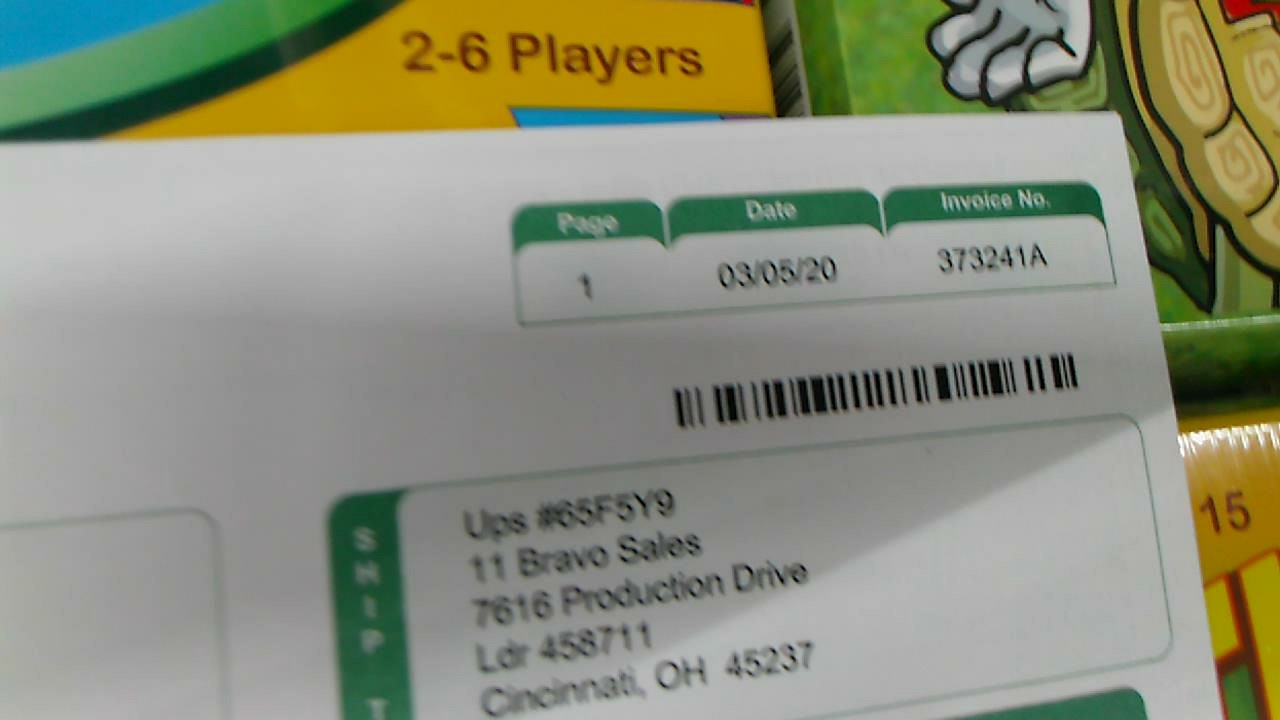 2-6 Players
Page Date Invoice No.
1 03/05/20 373241A
Ups #65F5Y9
11 Bravo Sales
7616 Production Drive
Ldr 458711
Cincinnati, OH 45237
SHIP T
15